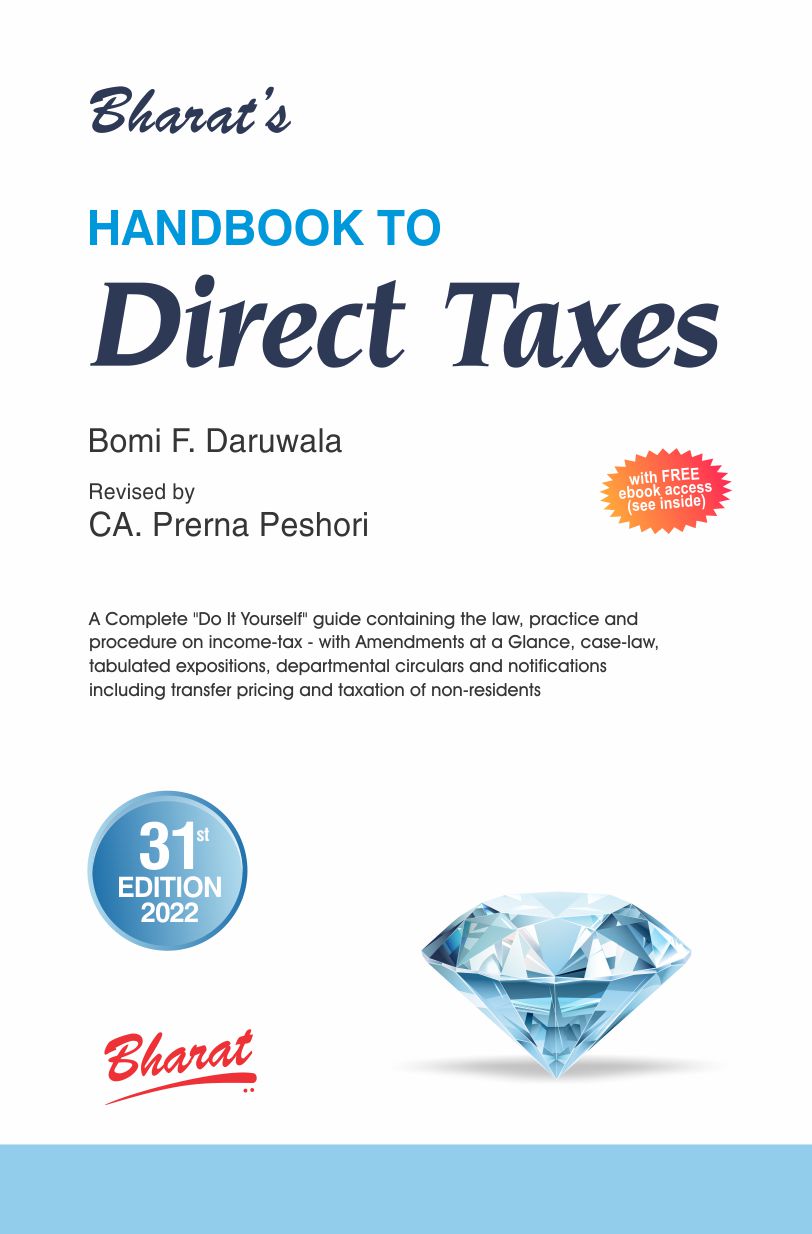 Bharat's
HANDBOOK TO
Direct Taxes
Bomi F. Daruwala
Revised by
CA. Prerna Peshori
with FREE
ebook access
(see inside)
A Complete "Do It Yourself" guide containing the law, practice and
procedure on income-tax - with Amendments at a Glance, case-law,
tabulated expositions, departmental circulars and notifications
including transfer pricing and taxation of non-residents
31st
EDITION
2022
Bharat